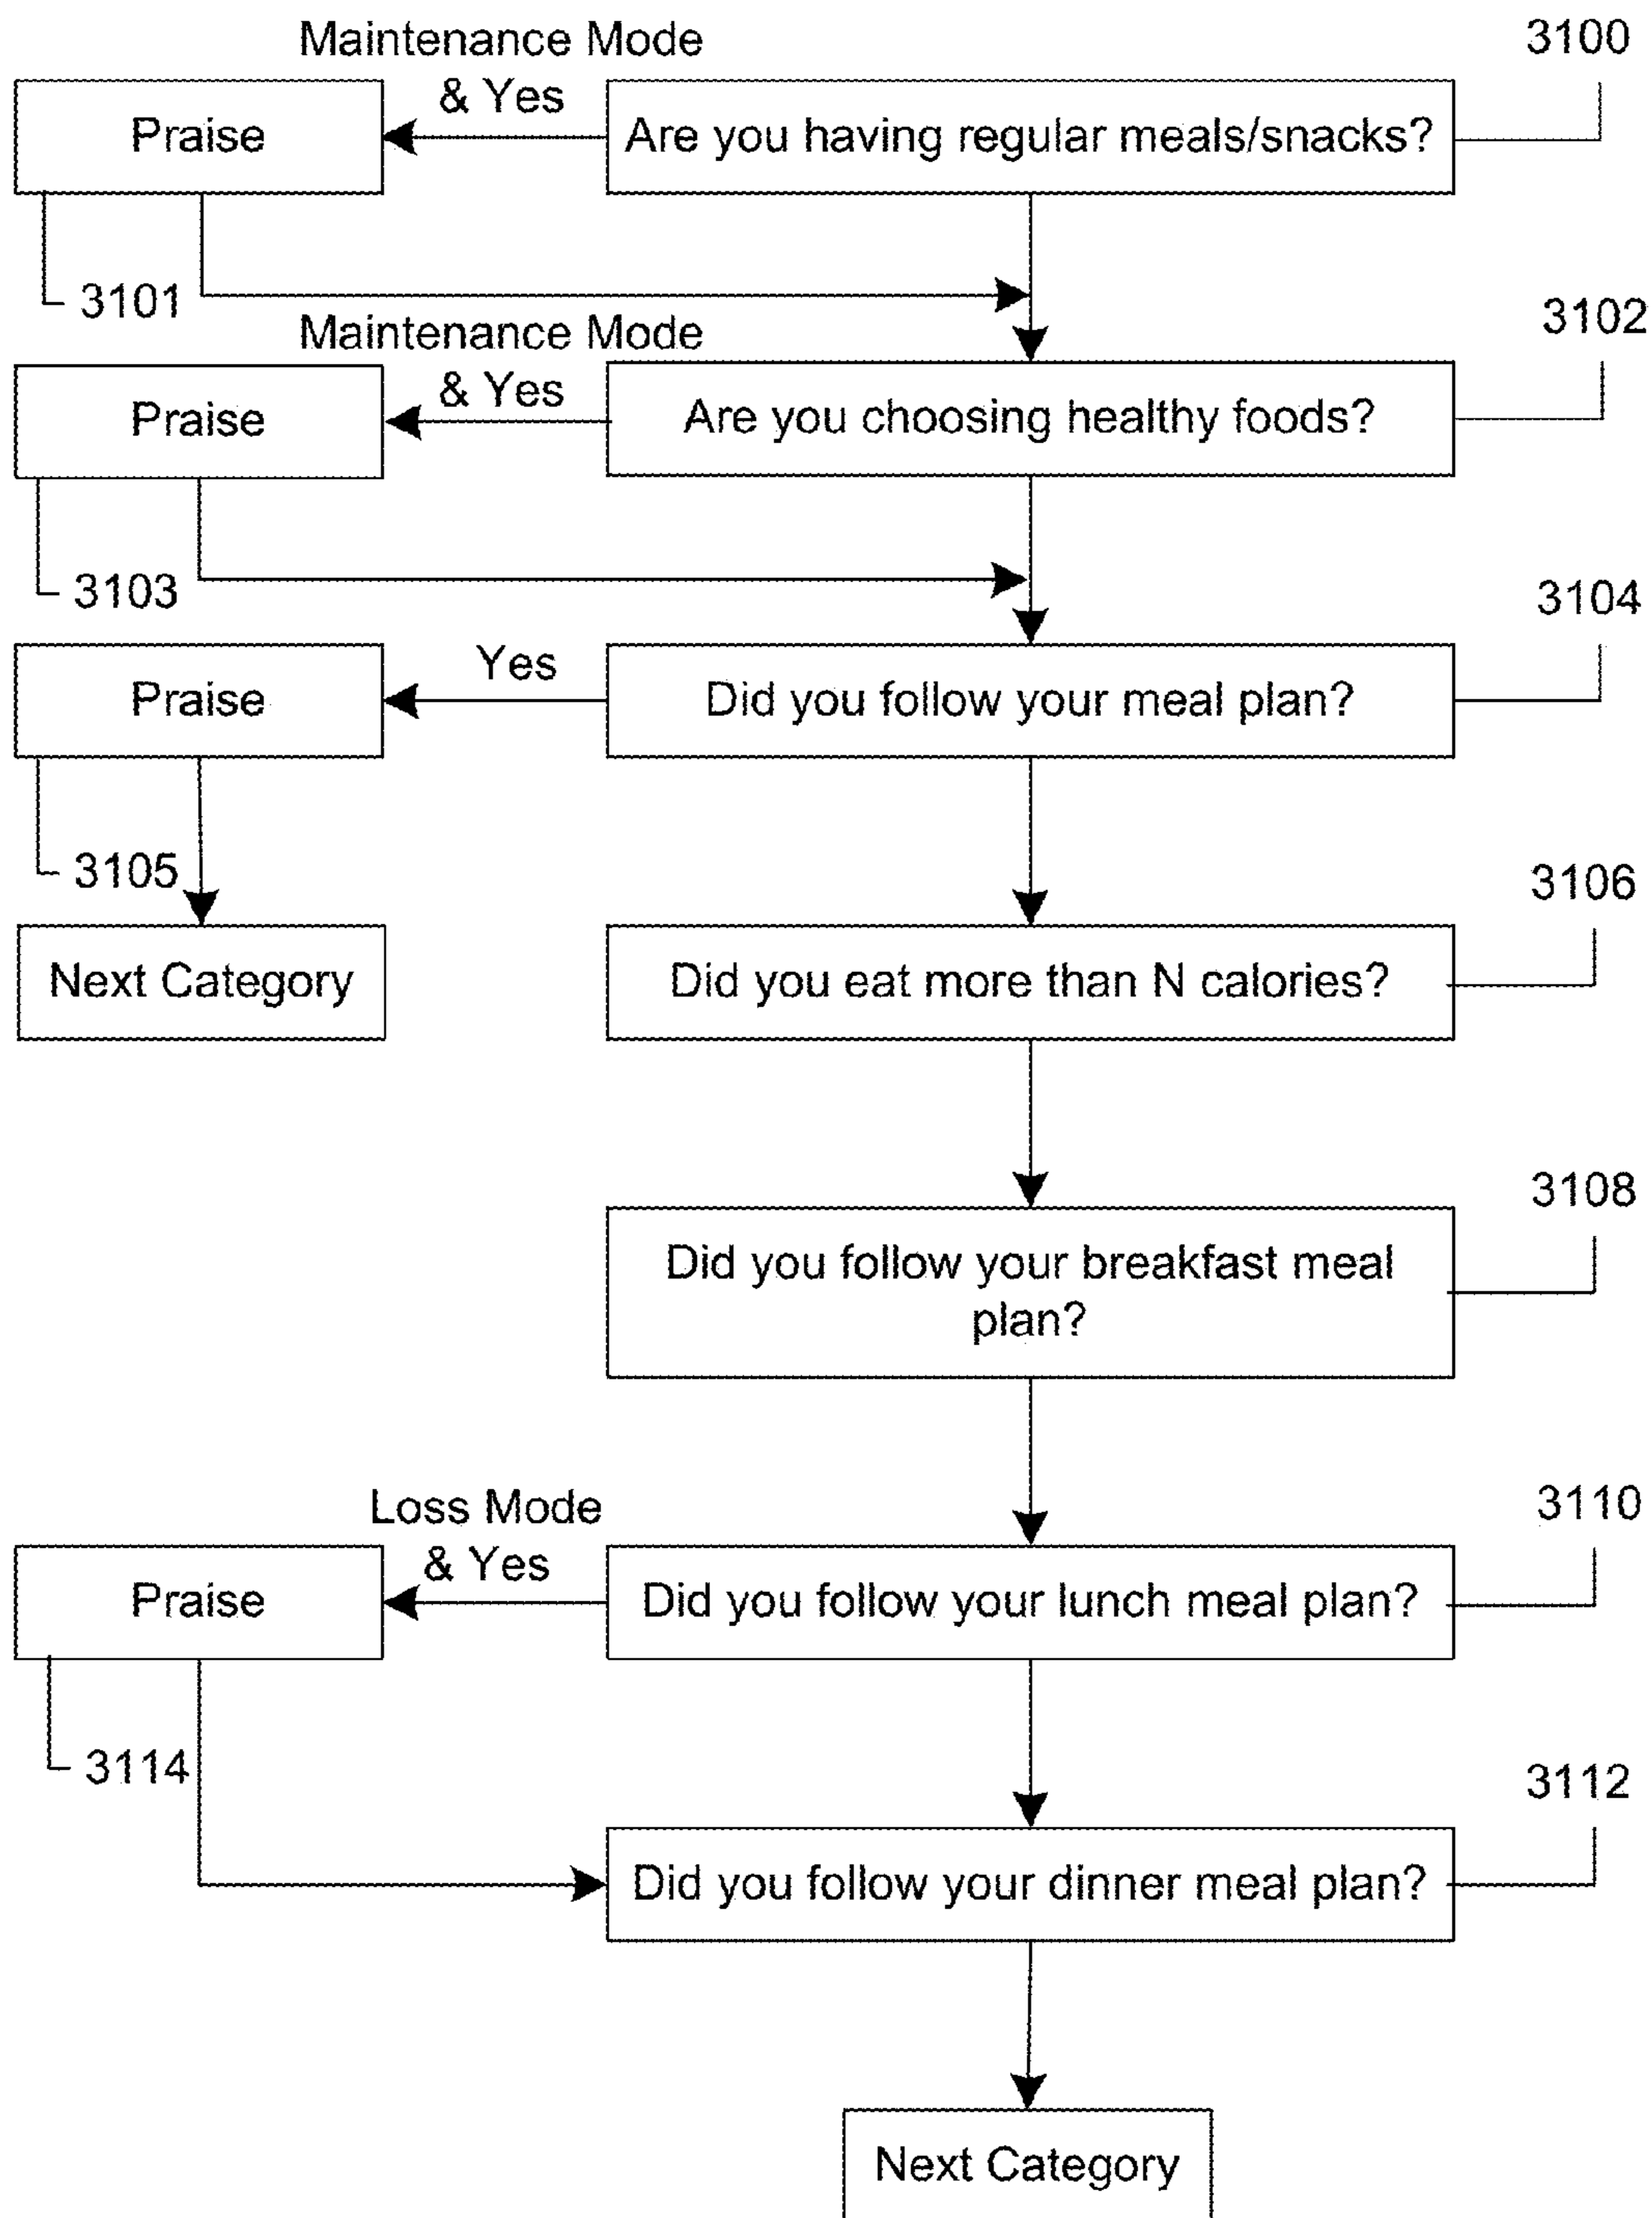 Maintenance Mode
& Yes
3100
Praise
Are you having regular meals/snacks?
3101
Maintenance Mode
& Yes
3102
Praise
Are you choosing healthy foods?
3103
3104
Yes
Praise
Did you follow your meal plan?
3105
3106
Next Category
Did you eat more than N calories?
3108
Did you follow your breakfast meal
plan?
Loss Mode
& Yes
3110
Praise
Did you follow your lunch meal plan?
3114
3112
Did you follow your dinner meal plan?
Next Category